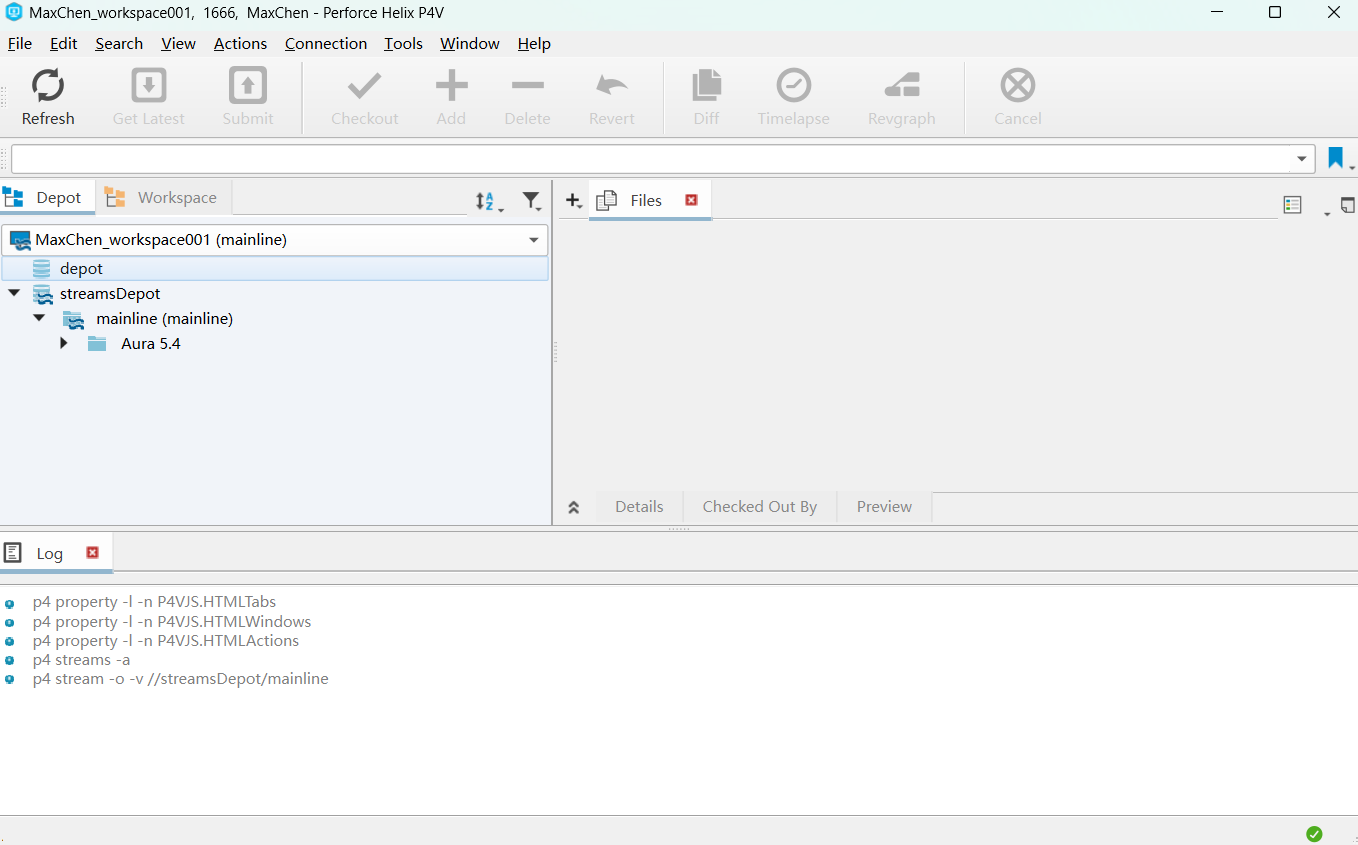 MaxChen_workspace001, 1666, MaxChen - Perforce Helix P4V
File Edit Search View Actions Connection Tools Window Help
Refresh Get Latest Submit Checkout Add Delete Revert Diff Timelapse Revgraph Cancel
Depot Workspace
Files
MaxChen_workspace001 (mainline)
depot
streamsDepot
mainline (mainline)
Aura 5.4
Details Checked Out By Preview
Log
p4 property -l -n P4VJS.HTMLTabs
p4 property -l -n P4VJS.HTMLWindows
p4 property -l -n P4VJS.HTMLActions
p4 streams -a
p4 stream -o -v //streamsDepot/mainline